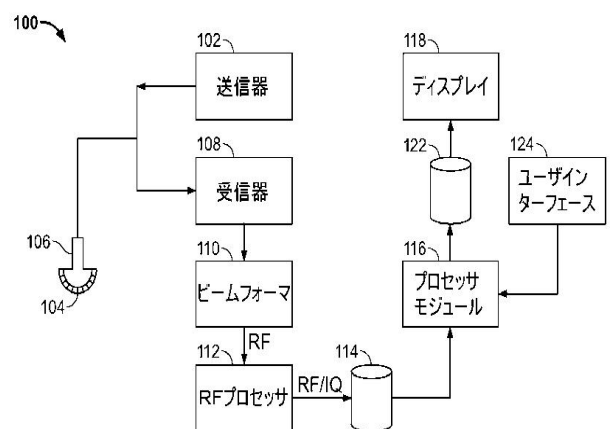 100
102
送信器
118
ディスプレイ
108
受信器
122
124
ユーザイン
ターフェース
106
104
110
ビームフォーマ
116
プロセッサ
モジュール
RF
112
RFプロセッサ
RF/IQ
114